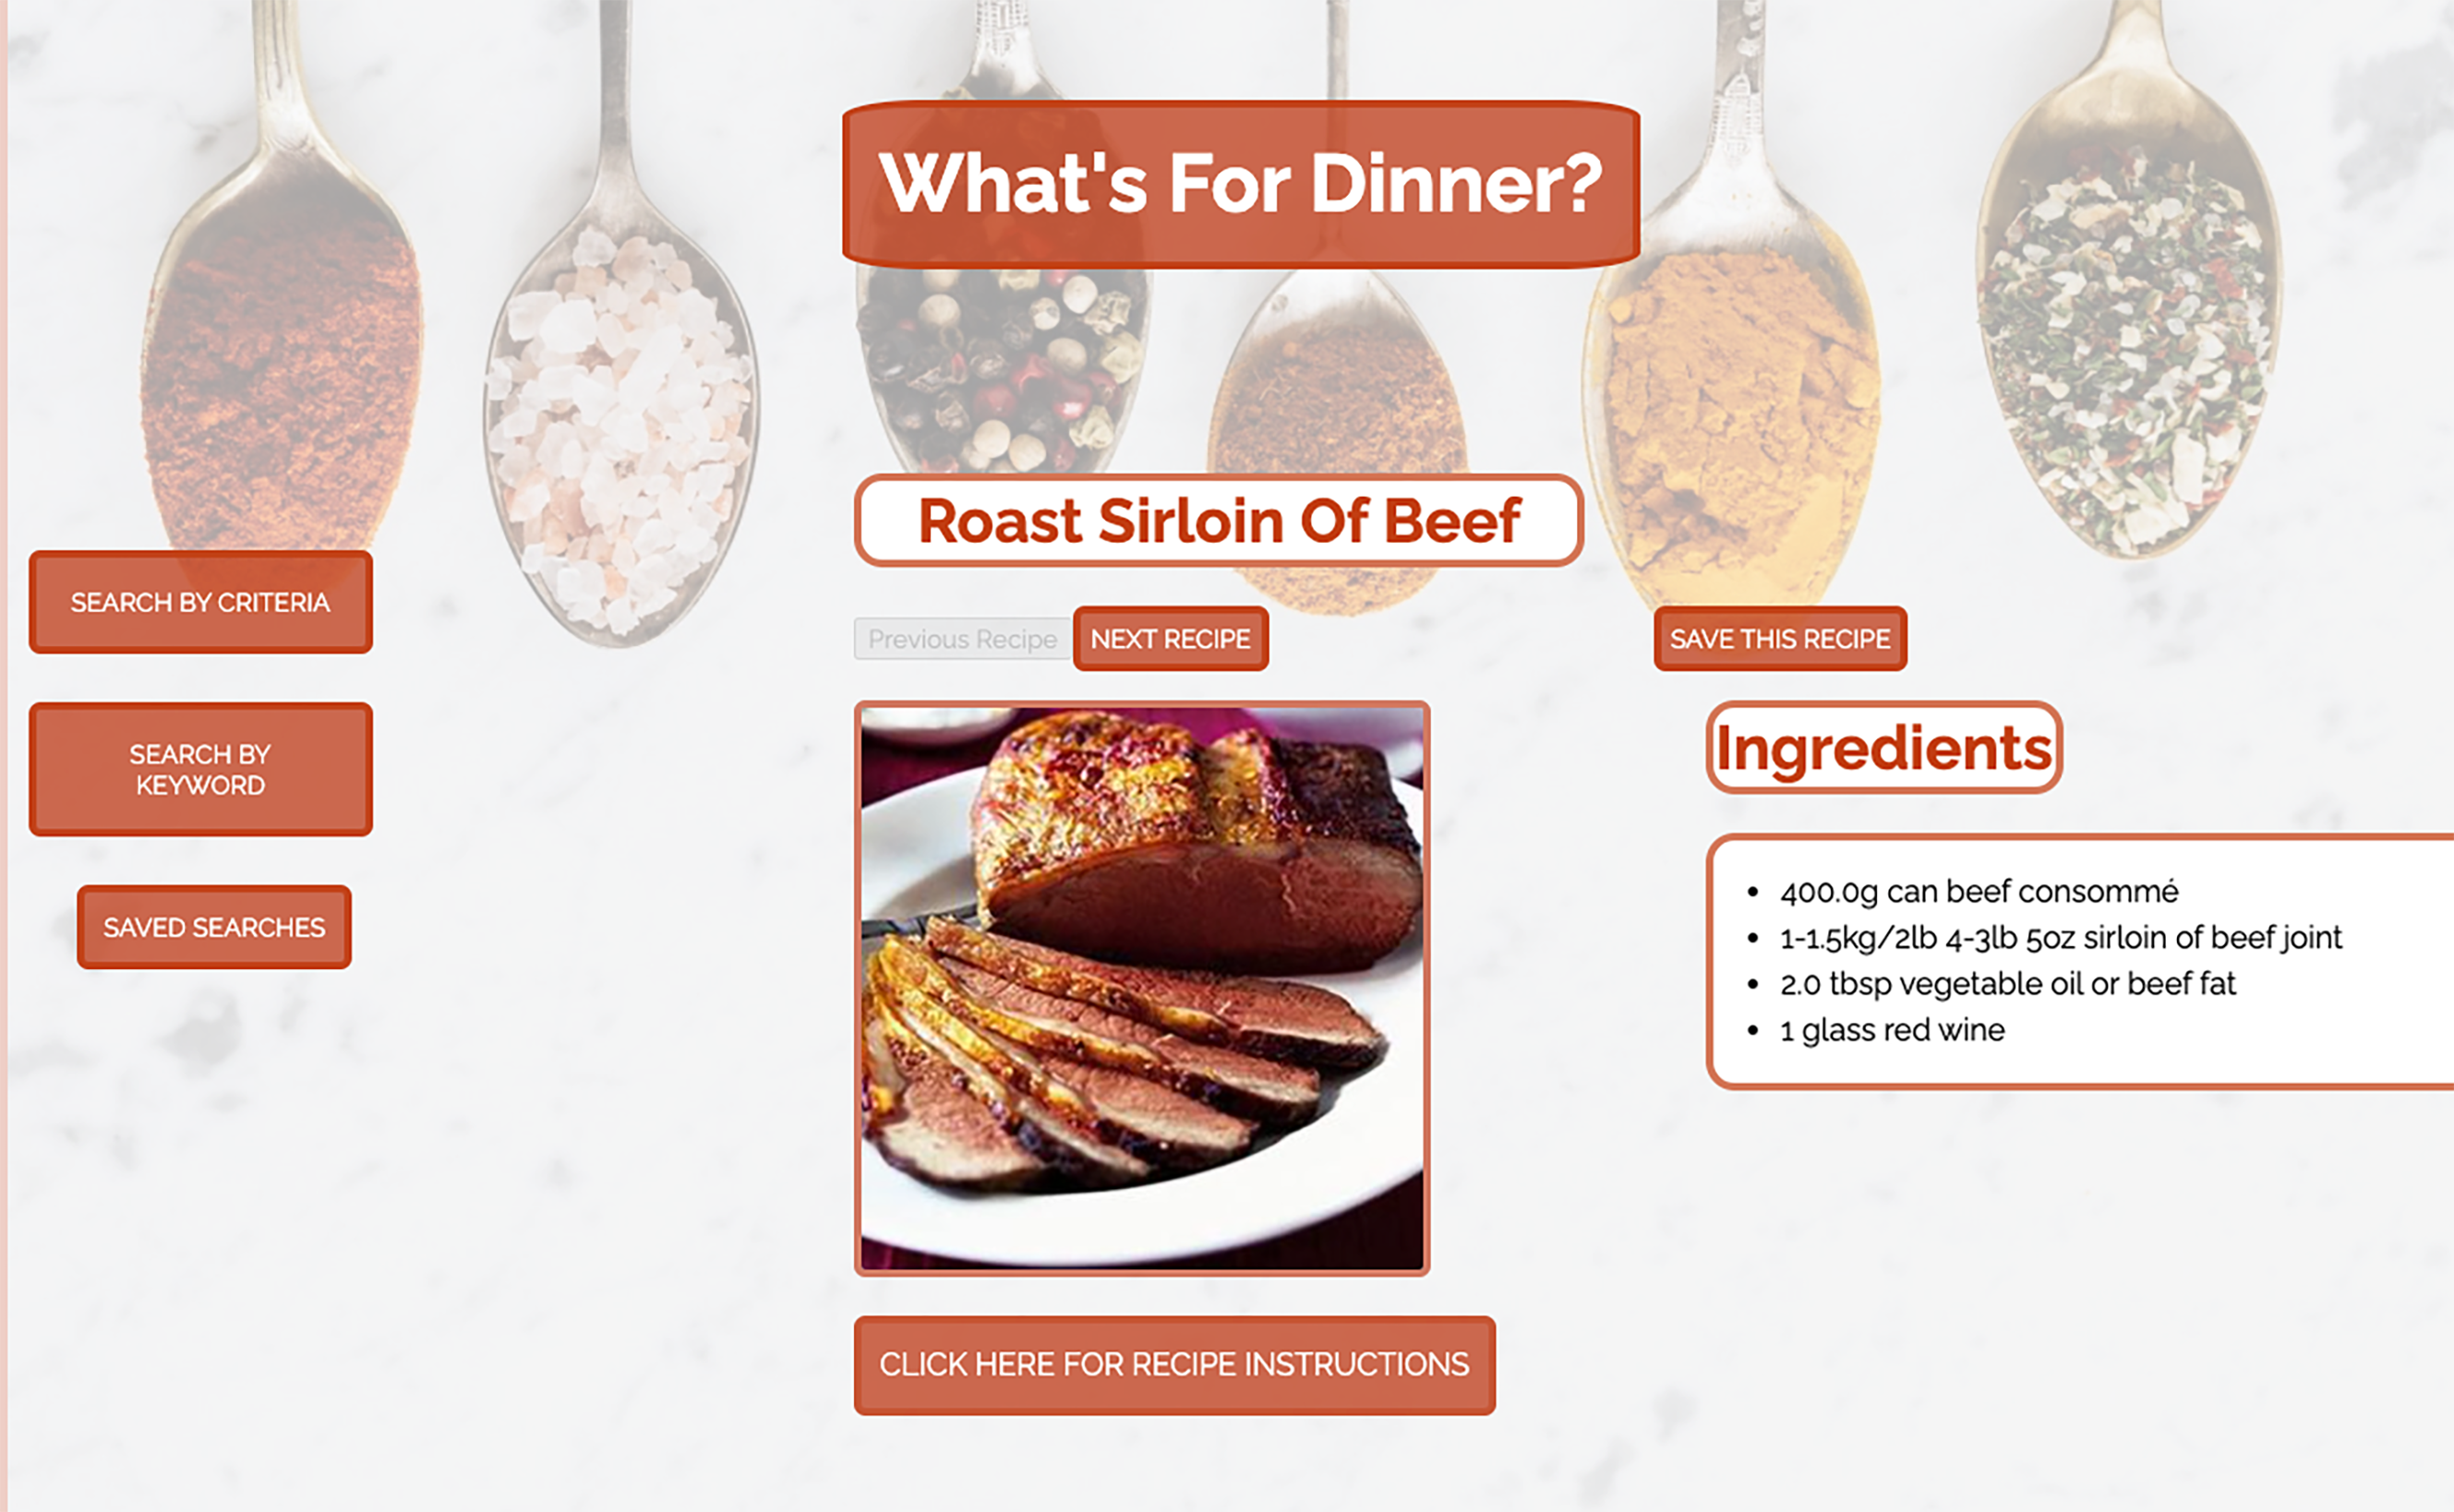 What's For Dinner?
Roast Sirloin Of Beef
SEARCH BY CRITERIA
Previous Recipe
NEXT RECIPE
SAVE THIS RECIPE
SEARCH BY
KEYWORD
Ingredients
SAVED SEARCHES
• 400.0g can beef consommé
• 1-1.5kg/2lb 4-3lb 5oz sirloin of beef joint
• 2.0 tbsp vegetable oil or beef fat
• 1 glass red wine
CLICK HERE FOR RECIPE INSTRUCTIONS